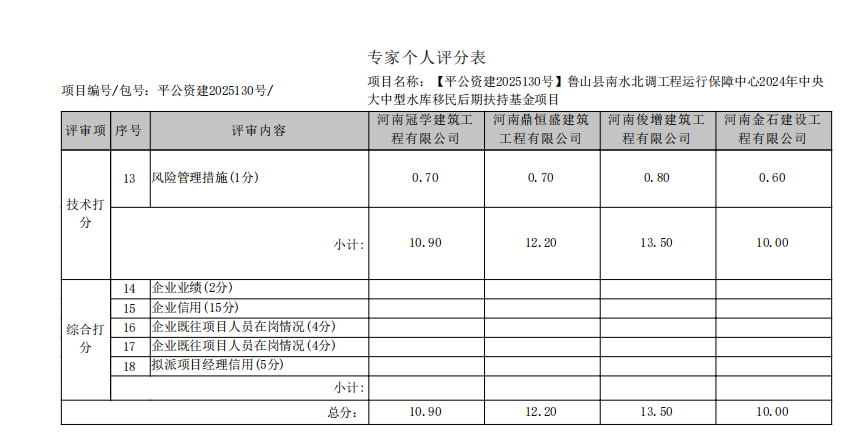 专家个人评分表
项目编号/包号：平公资建2025130号/
项目名称：【平公资建2025130号】鲁山县南水北调工程运行保障中心2024年中央
大中型水库移民后期扶持基金项目
评审项 序号 评审内容 河南冠学建筑工程有限公司 河南鼎恒盛建筑工程有限公司 河南俊增建筑工程有限公司 河南金石建设工程有限公司
技术打分 13 风险管理措施(1分) 0.70 0.70 0.80 0.60
小计: 10.90 12.20 13.50 10.00
综合打分 14 企业业绩(2分)
15 企业信用(15分)
16 企业既往项目人员在岗情况(4分)
17 企业既往项目人员在岗情况(4分)
18 拟派项目经理信用(5分)
小计:
总分： 10.90 12.20 13.50 10.00